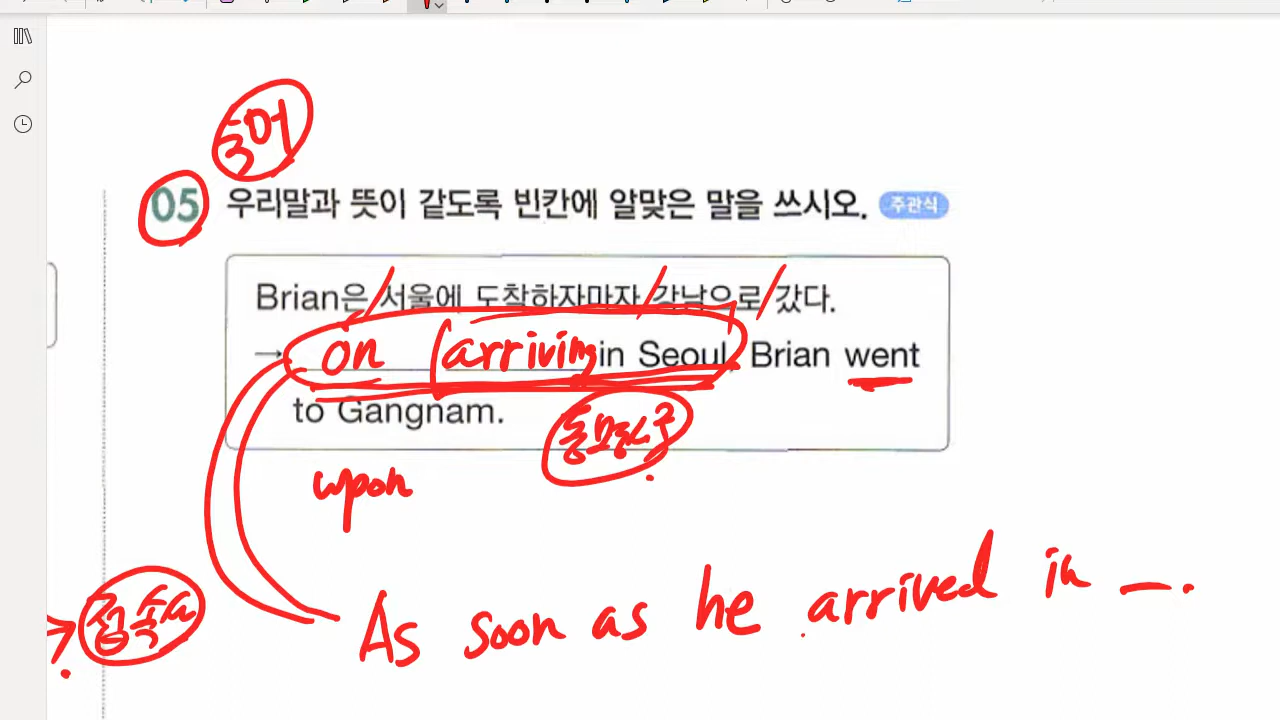 중어
05 우리말과 뜻이 같도록 빈칸에 알맞은 말을 쓰시오. 주관식
Brian은 서울에 도착하자마자 강남으로 갔다.
→ on arriving in Seoul, Brian went
to Gangnam.
동명사구
upon
접속사
As soon as he arrived in —.